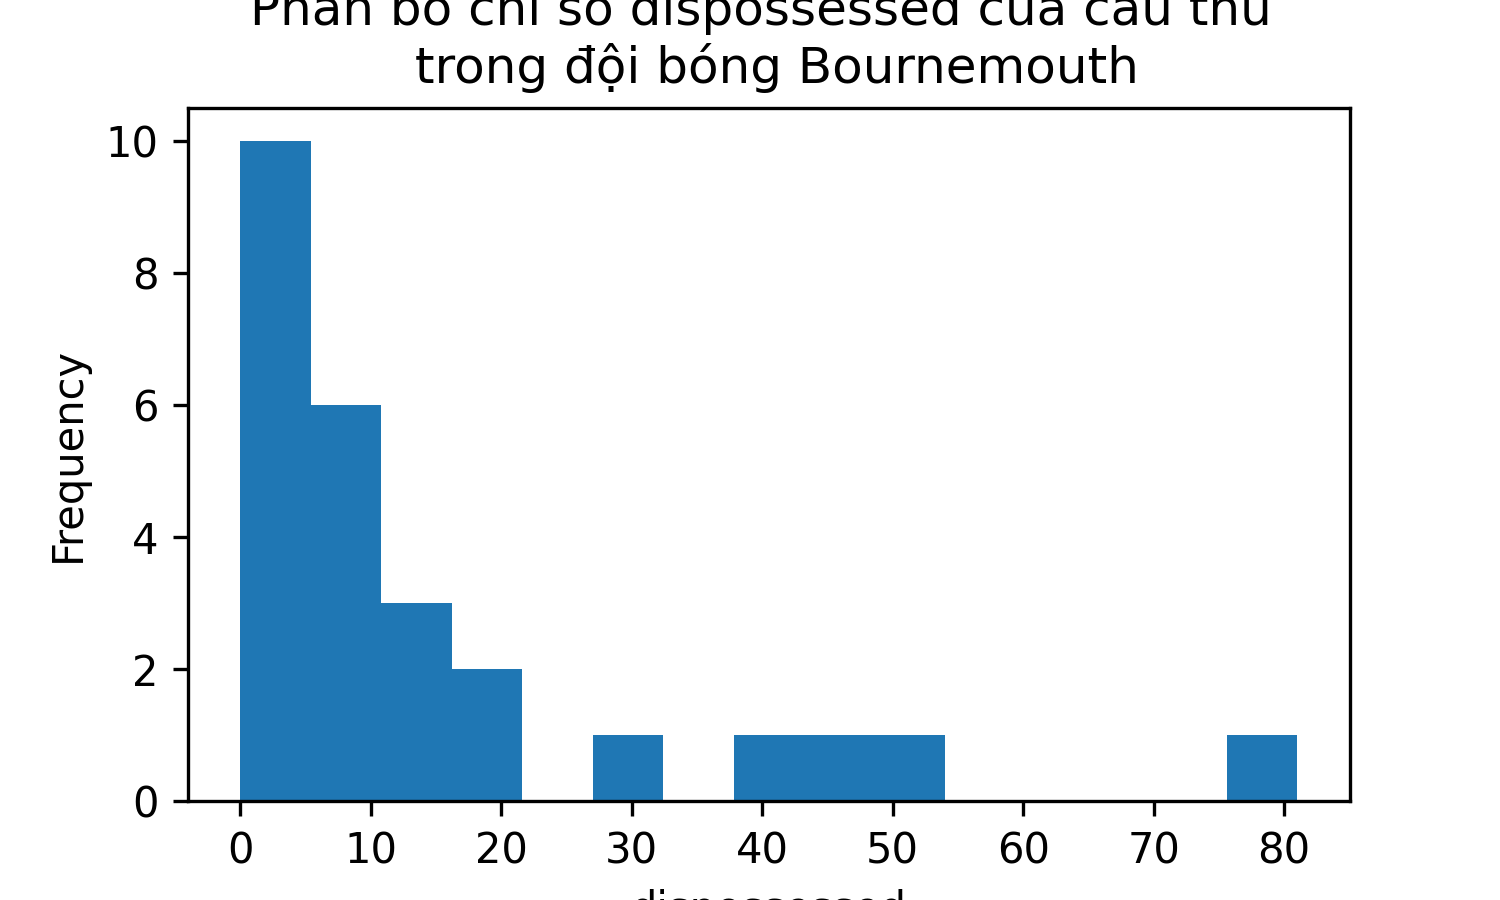 Phân bố chỉ số dispossessed của cầu thủ
trong đội bóng Bournemouth
10
8
6
4
2
0
Frequency
0 10 20 30 40 50 60 70 80
dispossessed